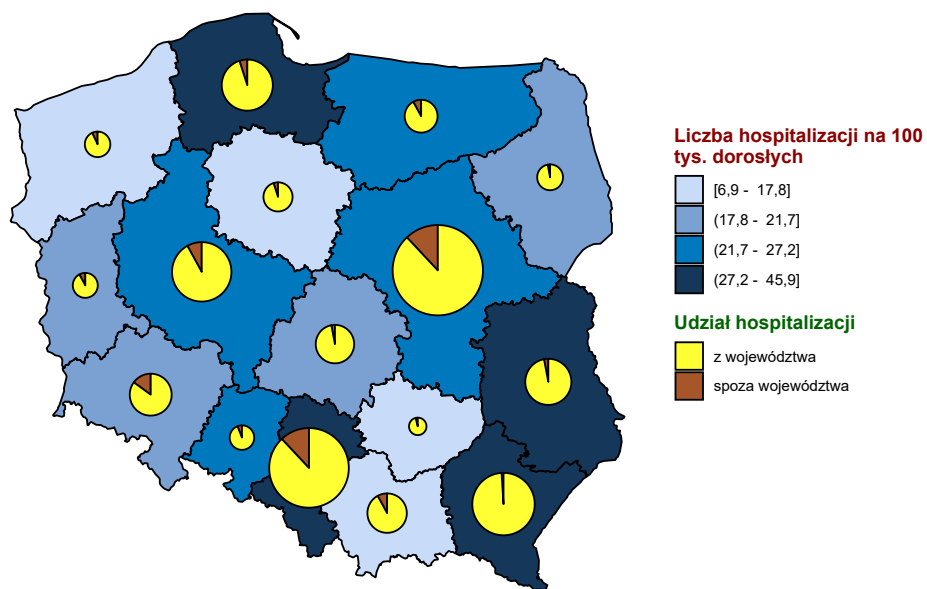 Liczba hospitalizacji na 100
tys. dorosłych
[6,9 - 17,8]
(17,8 - 21,7]
(21,7 - 27,2]
(27,2 - 45,9]
Udział hospitalizacji
z województwa
spoza województwa